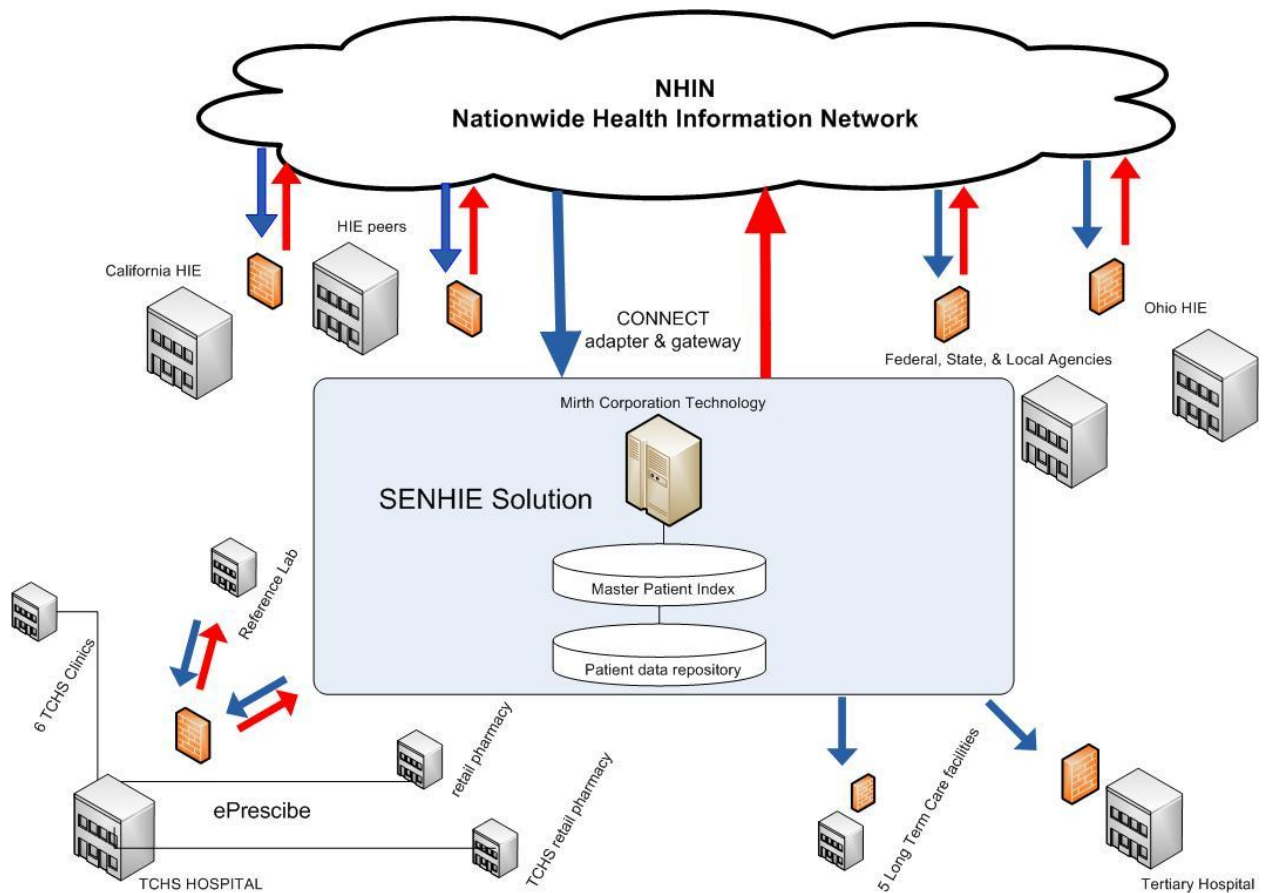 NHIN
Nationwide Health Information Network
HIE peers
California HIE
CONNECT
adapter & gateway
Ohio HIE
Federal, State, & Local Agencies
Mirth Corporation Technology
SENHIE Solution
Master Patient Index
Patient data repository
Reference Lab
6 TCHS Clinics
retail pharmacy
ePrescibe
TCHS retail pharmacy
5 Long Term Care facilities
TCHS HOSPITAL
Tertiary Hospital